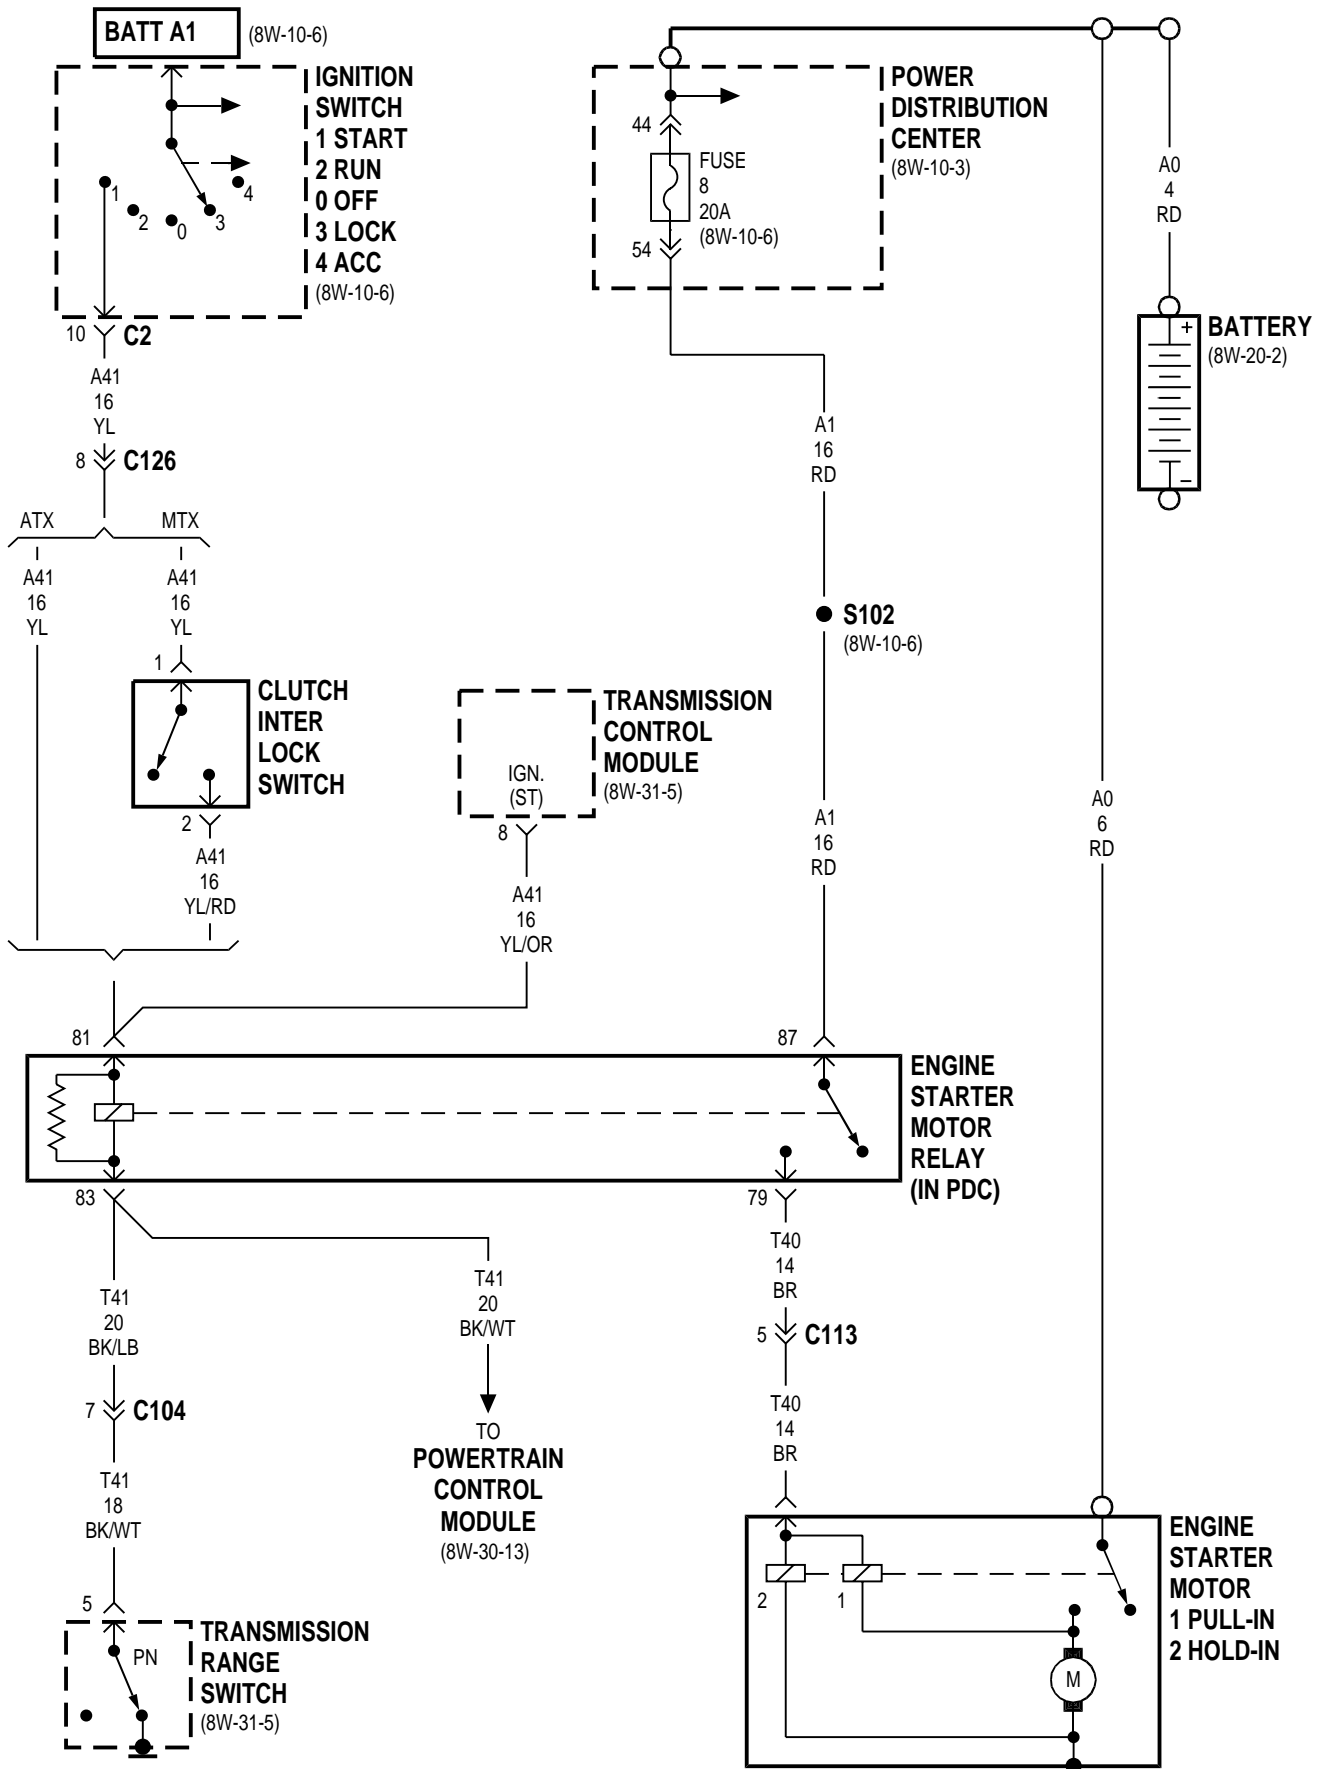 BATT A1
(8W-10-6)
IGNITION
SWITCH
1 START
2 RUN
0 OFF
3 LOCK
4 ACC
(8W-10-6)
1
2
0
3
4
10
C2
A41
16
YL
8
C126
ATX
MTX
A41
16
YL
A41
16
YL
1
CLUTCH
INTER
LOCK
SWITCH
2
A41
16
YL/RD
44
FUSE
8
20A
(8W-10-6)
54
POWER
DISTRIBUTION
CENTER
(8W-10-3)
A0
4
RD
+
−
BATTERY
(8W-20-2)
A1
16
RD
S102
(8W-10-6)
IGN.
(ST)
TRANSMISSION
CONTROL
MODULE
(8W-31-5)
8
A41
16
YL/OR
A1
16
RD
A0
6
RD
81
87
ENGINE
STARTER
MOTOR
RELAY
(IN PDC)
83
79
T41
20
BK/LB
7
C104
T41
18
BK/WT
5
PN
TRANSMISSION
RANGE
SWITCH
(8W-31-5)
T41
20
BK/WT
TO
POWERTRAIN
CONTROL
MODULE
(8W-30-13)
T40
14
BR
5
C113
T40
14
BR
2
1
M
ENGINE
STARTER
MOTOR
1 PULL-IN
2 HOLD-IN